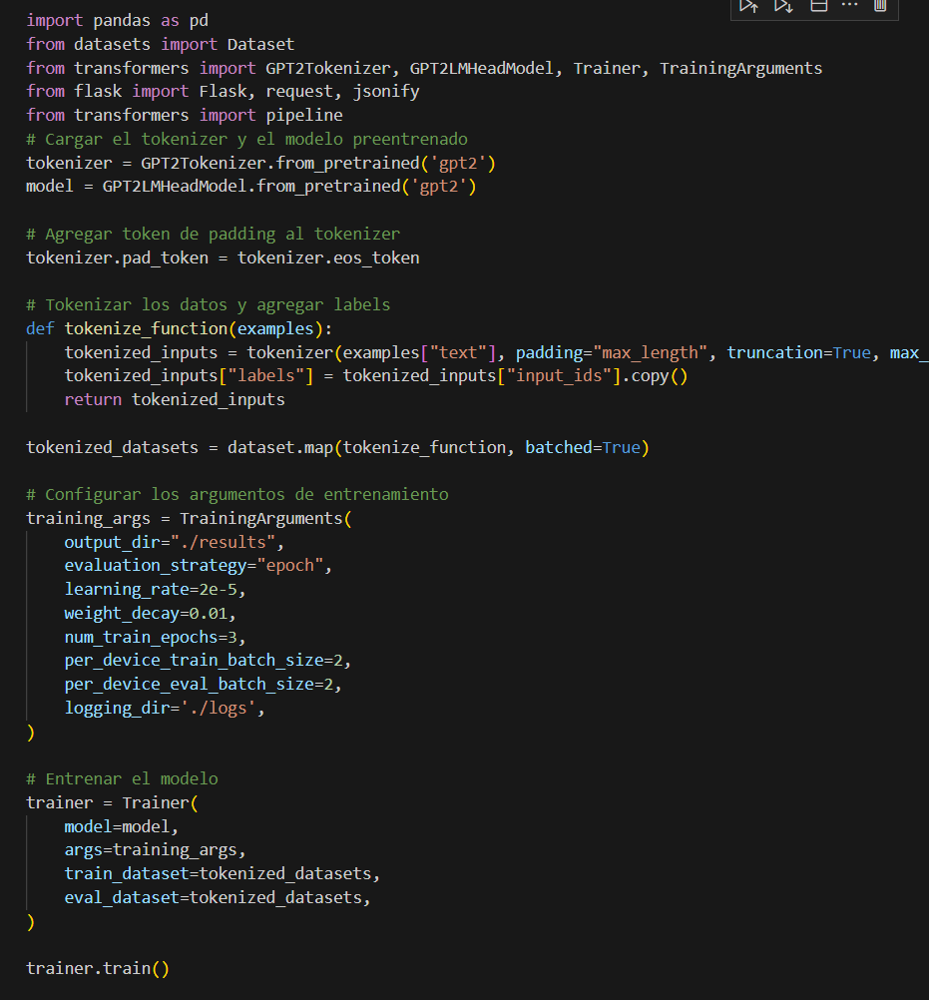 import pandas as pd
from datasets import Dataset
from transformers import GPT2Tokenizer, GPT2LMHeadModel, Trainer, TrainingArguments
from flask import Flask, request, jsonify
from transformers import pipeline
# Cargar el tokenizer y el modelo preentrenado
tokenizer = GPT2Tokenizer.from_pretrained('gpt2')
model = GPT2LMHeadModel.from_pretrained('gpt2')

# Agregar token de padding al tokenizer
tokenizer.pad_token = tokenizer.eos_token

# Tokenizar los datos y agregar labels
def tokenize_function(examples):
    tokenized_inputs = tokenizer(examples["text"], padding="max_length", truncation=True, max_
    tokenized_inputs["labels"] = tokenized_inputs["input_ids"].copy()
    return tokenized_inputs

tokenized_datasets = dataset.map(tokenize_function, batched=True)

# Configurar los argumentos de entrenamiento
training_args = TrainingArguments(
    output_dir="./results",
    evaluation_strategy="epoch",
    learning_rate=2e-5,
    weight_decay=0.01,
    num_train_epochs=3,
    per_device_train_batch_size=2,
    per_device_eval_batch_size=2,
    logging_dir='./logs',
)

# Entrenar el modelo
trainer = Trainer(
    model=model,
    args=training_args,
    train_dataset=tokenized_datasets,
    eval_dataset=tokenized_datasets,
)

trainer.train()